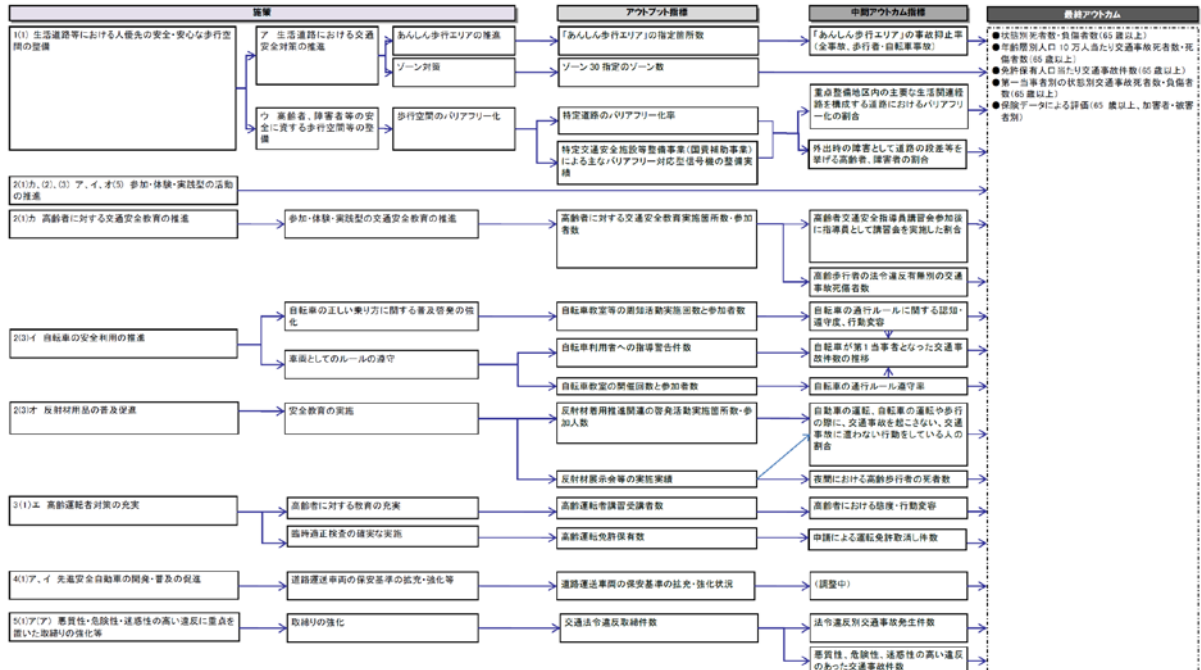 施策
アウトプット指標
中間アウトカム指標
最終アウトカム
1(1) 生活道路等における人優先の安全・安心な歩行空
間の整備
ア 生活道路における交通
安全対策の推進
あんしん歩行エリアの推進
「あんしん歩行エリア」の指定箇所数
「あんしん歩行エリア」の事故抑止率
(全事故、歩行者・自転車事故)
ゾーン対策
ゾーン30指定のゾーン数
ウ 高齢者、障害者等の安
全に資する歩行空間等の整
備
歩行空間のバリアフリー化
特定道路のバリアフリー化率
特定交通安全施設等整備事業(国費補助事業)
による主なバリアフリー対応型信号機の整備実
績
重点整備地区内の主要な生活関連経
路を構成する道路におけるバリアフリ
ー化の割合
外出時の障害として道路の段差等を
挙げる高齢者、障害者の割合
●状態別死者数・負傷者数(65歳以上)
●年齢層別人口10万人当たり交通事故死者数・死
傷者数(65歳以上)
●免許保有人口当たり交通事故件数(65歳以上)
●第一当事者別の状態別交通事故死者数・負傷者
数(65歳以上)
●保険データによる評価(65歳以上、加害者・被害
者別)
2(1)カ、(2)、(3) ア、イ、オ(5) 参加・体験・実践型の活動
の推進
2(1)カ 高齢者に対する交通安全教育の推進
参加・体験・実践型の交通安全教育の推進
高齢者に対する交通安全教育実施箇所数・参加
者数
高齢者交通安全指導員講習会参加後
に指導員として講習会を実施した割合
高齢歩行者の法令違反有無別の交通
事故死傷者数
2(3)イ 自転車の安全利用の推進
自転車の正しい乗り方に関する普及啓発の強
化
自転車教室等の周知活動実施回数と参加者数
自転車の通行ルールに関する認知・
遵守度、行動変容
車両としてのルールの遵守
自転車利用者への指導警告件数
自転車が第1当事者となった交通事
故件数の推移
自転車教室の開催回数と参加者数
自転車の通行ルール遵守率
2(3)オ 反射材用品の普及促進
安全教育の実施
反射材着用推進関連の啓発活動実施箇所数・参
加人数
自動車の運転、自転車の運転や歩行
の際に、交通事故を起こさない、交通
事故に遭わない行動をしている人の
割合
反射材展示会等の実施実績
夜間における高齢歩行者の死者数
3(1)エ 高齢運転者対策の充実
高齢者に対する教育の充実
高齢運転者講習受講者数
高齢者における態度・行動変容
臨時適正検査の確実な実施
高齢運転免許保有数
申請による運転免許取消し件数
4(1)ア、イ 先進安全自動車の開発・普及の促進
道路運送車両の保安基準の拡充・強化等
道路運送車両の保安基準の拡充・強化状況
(調整中)
5(1)ア(ア) 悪質性・危険性・迷惑性の高い違反に重点を
置いた取締りの強化等
取締りの強化
交通法令違反取締件数
法令違反別交通事故発生件数
悪質性、危険性、迷惑性の高い違反
のあった交通事故件数